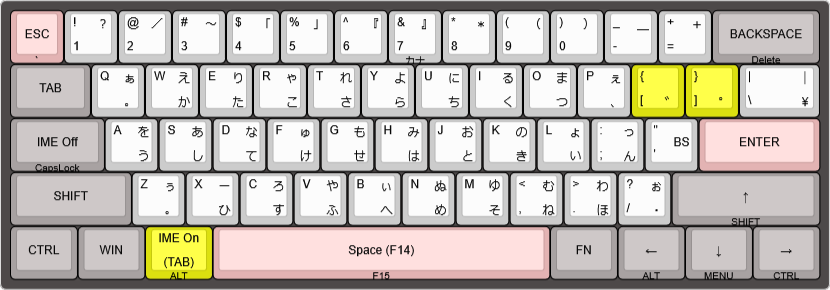 ! ？ @ ／ # ～ $ 「 % 」 ^ 『 & 』 * ＊ ( （ ) ） _ ＿ + ＋
ESC BACKSPACE
1 2 3 4 5 6 7 8 9 0 - =
` カナ Delete
Q ぁ W え E り R ゃ T れ Y よ U に I る O ま P ぇ { } | ｜
TAB
。 か た こ さ ら ち く つ 、 [ ゛ ] ゜ \ ￥
A を S あ D な F ゅ G も H み J お K の L ょ : っ "
IME Off BS ENTER
う し て け せ は と き い ; ん '
CapsLock
Z ぅ X ー C ろ V や B ぃ N ぬ M ゆ < む > わ ? ぉ
SHIFT ↑
。 ひ す ふ へ め そ , ね . ほ / ・
SHIFT
CTRL WIN IME On Space (F14) FN ← ↓ →
(TAB)
ALT F15 ALT MENU CTRL